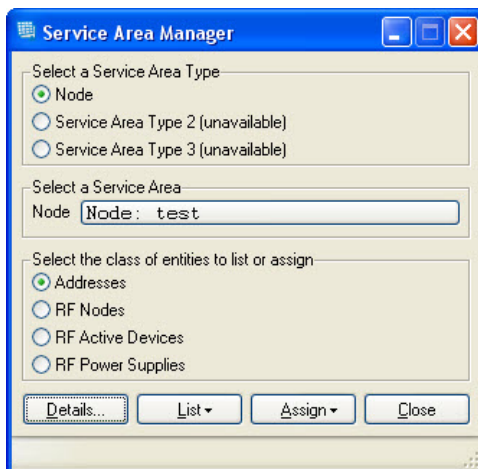 Service Area Manager
Select a Service Area Type
Node
Service Area Type 2 (unavailable)
Service Area Type 3 (unavailable)
Select a Service Area
Node Node: test
Select the class of entities to list or assign
Addresses
RF Nodes
RF Active Devices
RF Power Supplies
Details... List Assign Close